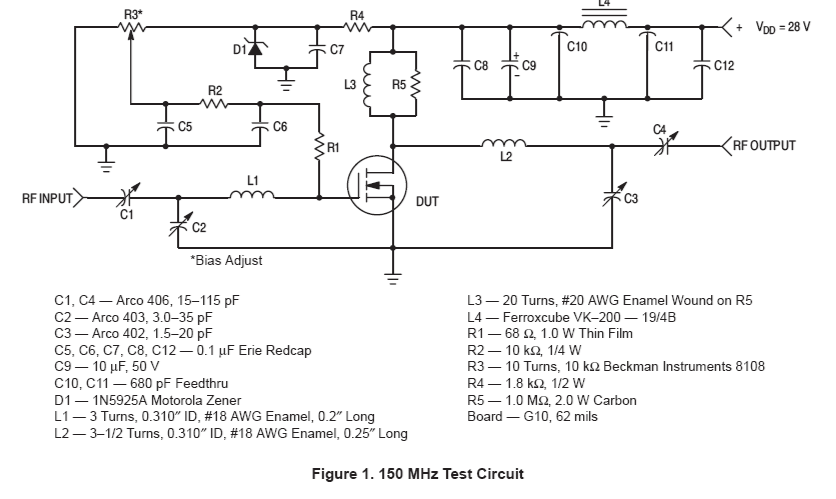 L4
R3*
R4
+ VDD = 28 V
D1
C7
C10
C11
L3
R5
C8
+
C9
–
C12
R2
C5
C6
R1
C4
RF OUTPUT
L2
L1
RF INPUT
DUT
C3
C1
C2
*Bias Adjust
C1, C4 — Arco 406, 15–115 pF
C2 — Arco 403, 3.0–35 pF
C3 — Arco 402, 1.5–20 pF
C5, C6, C7, C8, C12 — 0.1 µF Erie Redcap
C9 — 10 µF, 50 V
C10, C11 — 680 pF Feedthru
D1 — 1N5925A Motorola Zener
L1 — 3 Turns, 0.310″ ID, #18 AWG Enamel, 0.2″ Long
L2 — 3–1/2 Turns, 0.310″ ID, #18 AWG Enamel, 0.25″ Long
L3 — 20 Turns, #20 AWG Enamel Wound on R5
L4 — Ferroxcube VK–200 — 19/4B
R1 — 68 Ω, 1.0 W Thin Film
R2 — 10 kΩ, 1/4 W
R3 — 10 Turns, 10 kΩ Beckman Instruments 8108
R4 — 1.8 kΩ, 1/2 W
R5 — 1.0 MΩ, 2.0 W Carbon
Board — G10, 62 mils
Figure 1. 150 MHz Test Circuit